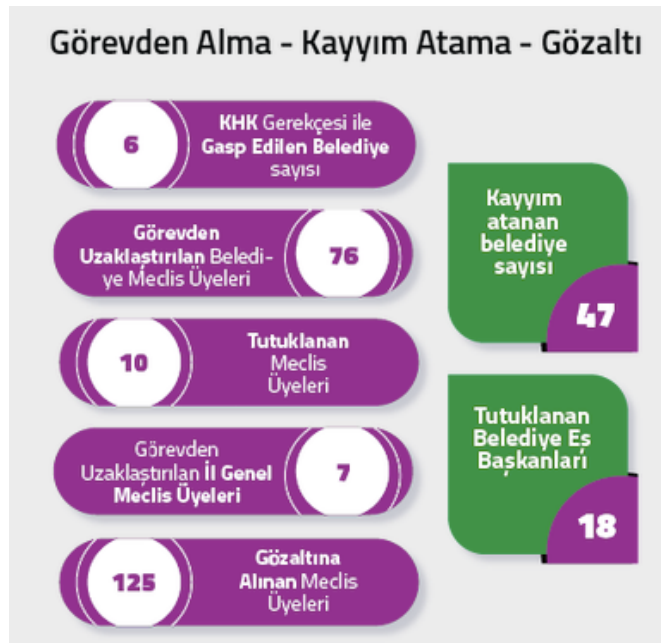 Görevden Alma - Kayyım Atama - Gözaltı
6
KHK Gerekçesi ile
Gasp Edilen Belediye
sayısı
Görevden
Uzaklaştırılan Beledi-
ye Meclis Üyeleri
76
10
Tutuklanan
Meclis
Üyeleri
Görevden
Uzaklaştırılan İl Genel
Meclis Üyeleri
7
125
Gözaltına
Alınan Meclis
Üyeleri
Kayyım
atanan
belediye
sayısı
47
Tutuklanan
Belediye Eş
Başkanları
18